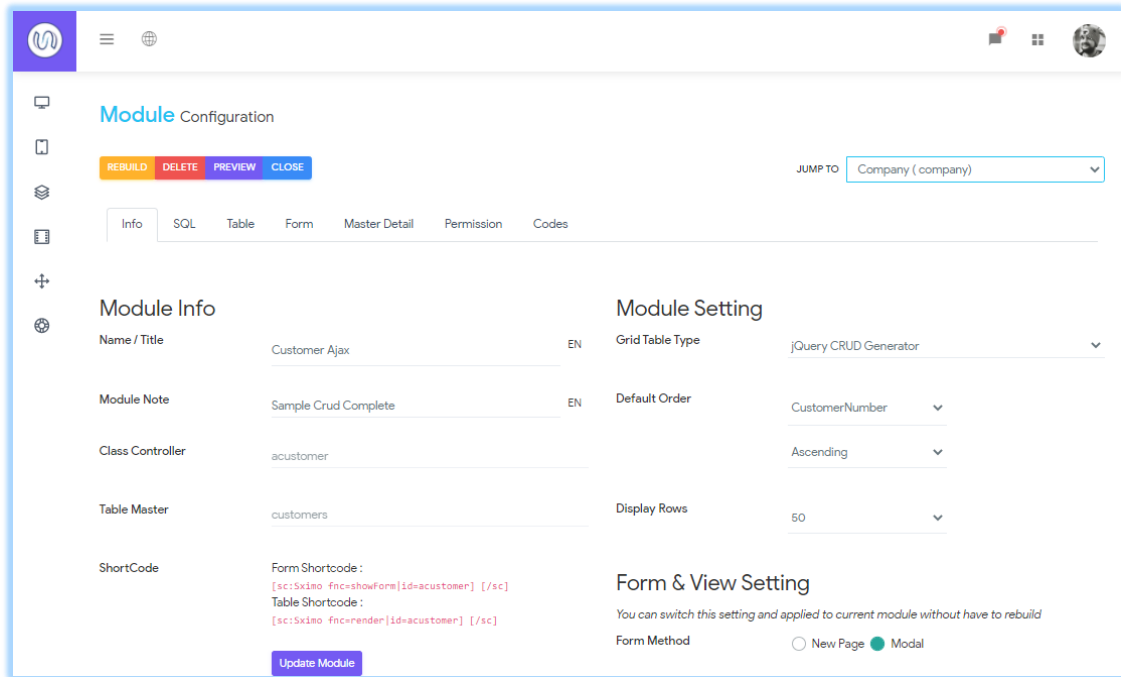 Module Configuration
REBUILD DELETE PREVIEW CLOSE
JUMP TO Company ( company)
Info SQL Table Form Master Detail Permission Codes
Module Info
Name / Title Customer Ajax EN
Module Note Sample Crud Complete EN
Class Controller acustomer
Table Master customers
ShortCode Form Shortcode :
[sc:Sximo fnc=showForm|id=acustomer] [/sc]
Table Shortcode :
[sc:Sximo fnc=render|id=acustomer] [/sc]
Update Module
Module Setting
Grid Table Type jQuery CRUD Generator
Default Order CustomerNumber
Ascending
Display Rows 50
Form & View Setting
You can switch this setting and applied to current module without have to rebuild
Form Method New Page Modal